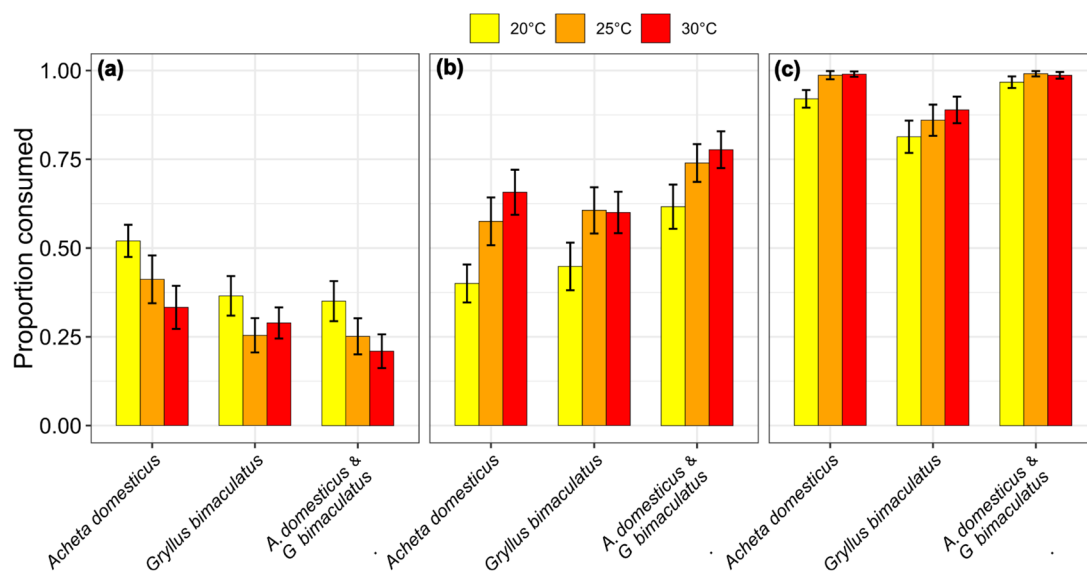 20°C 25°C 30°C
(a) (b) (c)
Proportion consumed
1.00
0.75
0.50
0.25
0.00
Acheta domesticus
Gryllus bimaculatus
A. domesticus &
G bimaculatus
.
Acheta domesticus
Gryllus bimaculatus
A. domesticus &
G bimaculatus
.
Acheta domesticus
Gryllus bimaculatus
A. domesticus &
G bimaculatus
.